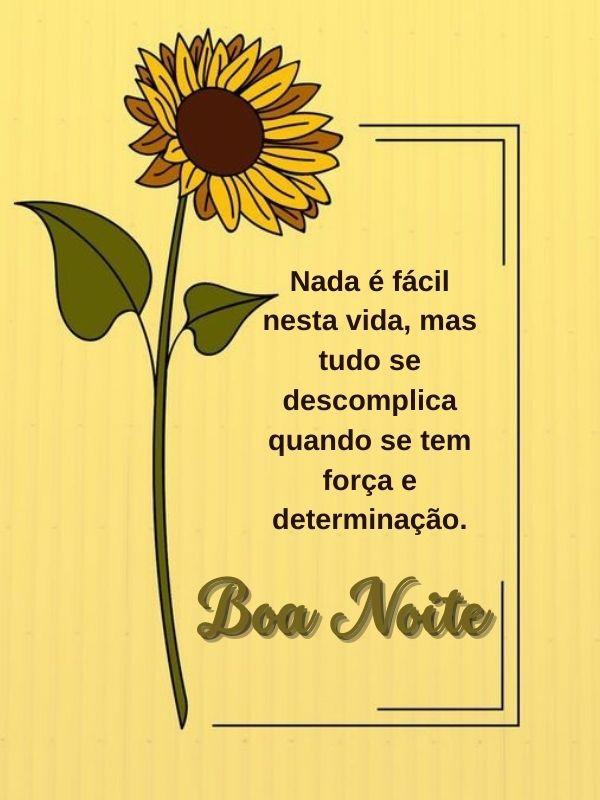 Nada é fácil
nesta vida, mas
tudo se
descomplica
quando se tem
força e
determinação.
Boa Noite